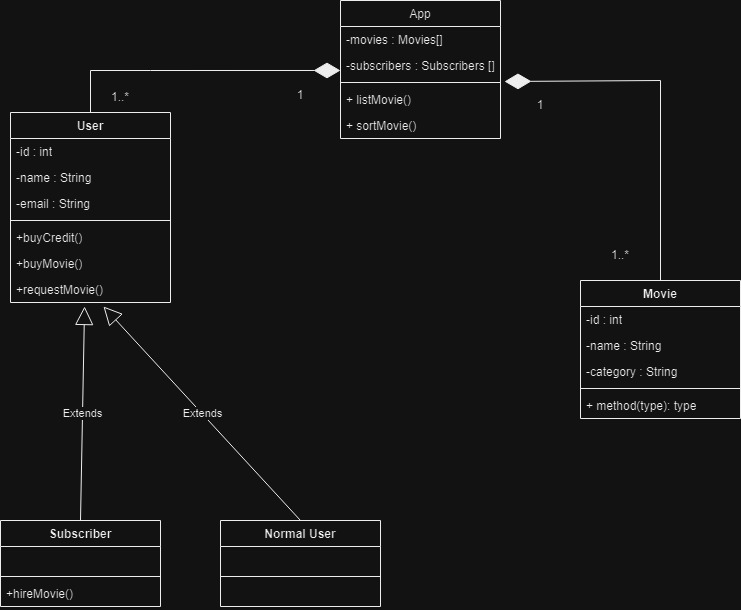 App
-movies : Movies[]
-subscribers : Subscribers []
+ listMovie()
+ sortMovie()
1..*
1
1
User
-id : int
-name : String
-email : String
+buyCredit()
+buyMovie()
+requestMovie()
1..*
Movie
-id : int
-name : String
-category : String
+ method(type): type
Extends
Extends
Subscriber
+hireMovie()
Normal User